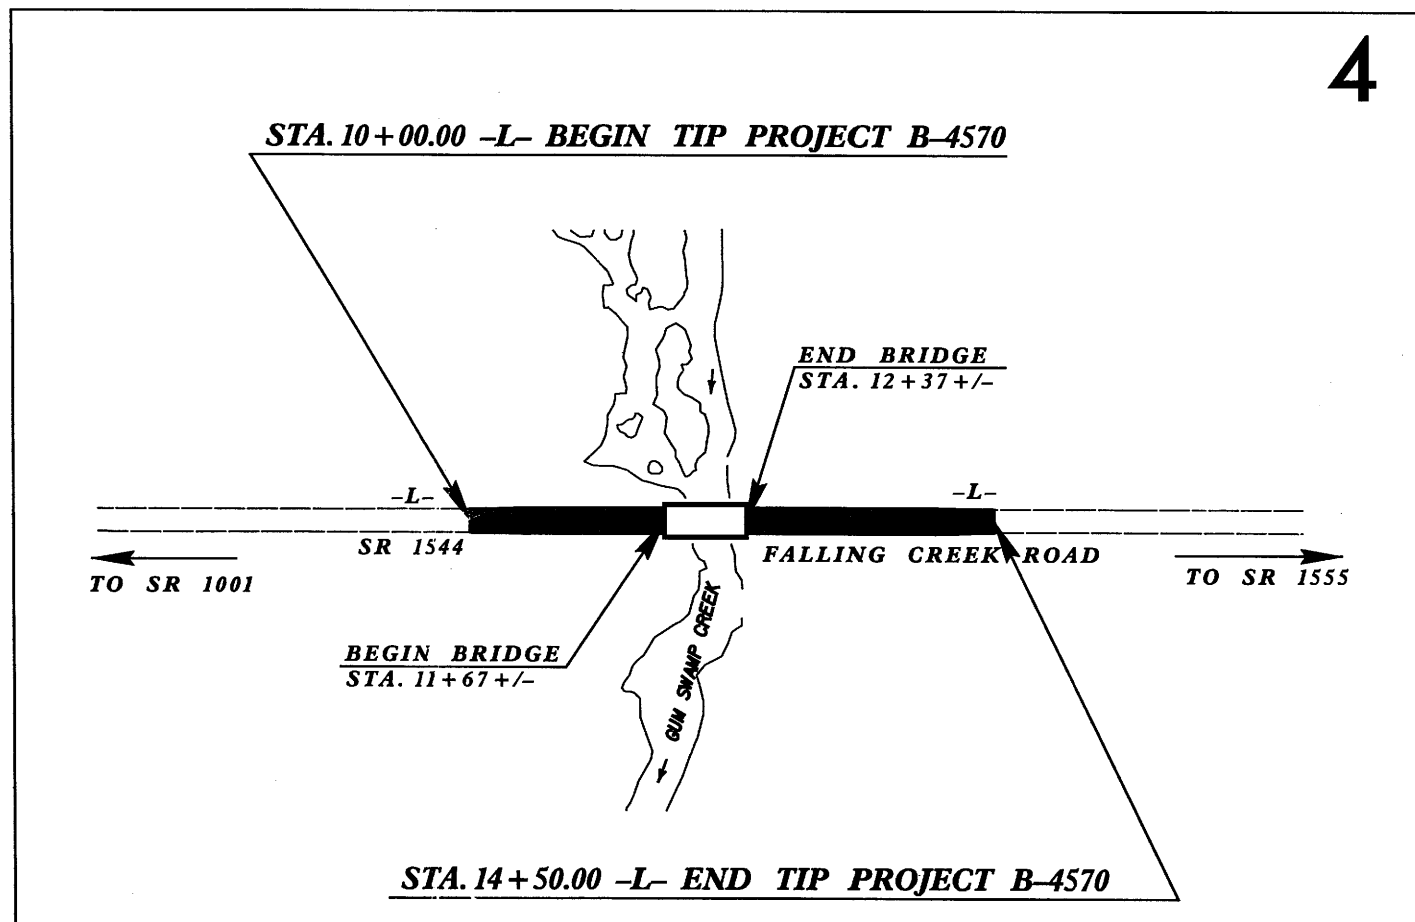 4
STA. 10+00.00 –L– BEGIN TIP PROJECT B–4570
END BRIDGE
STA. 12+37+/–
–L–
–L–
SR 1544
FALLING CREEK ROAD
TO SR 1001
TO SR 1555
BEGIN BRIDGE
STA. 11+67+/–
GUM SWAMP CREEK
STA. 14+50.00 –L– END TIP PROJECT B–4570